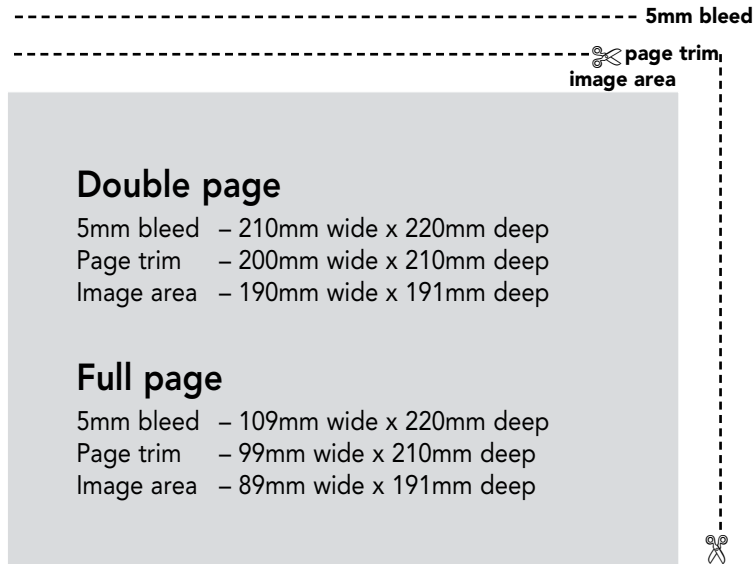 5mm bleed
page trim
image area
Double page
5mm bleed – 210mm wide x 220mm deep
Page trim – 200mm wide x 210mm deep
Image area – 190mm wide x 191mm deep
Full page
5mm bleed – 109mm wide x 220mm deep
Page trim – 99mm wide x 210mm deep
Image area – 89mm wide x 191mm deep